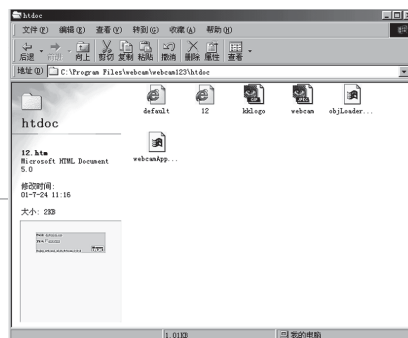 htdoc
文件(F) 编辑(E) 查看(V) 转到(G) 收藏(A) 帮助(H)
后退 前进 向上 剪切 复制 粘贴 撤消 删除 属性 查看
地址(D) C:\Program Files\webcam\webcam123\htdoc
default 12 kklogo webcam objLoader...
webcamApp...
htdoc
12.htm
Microsoft HTML Document
5.0
修改时间:
01-7-24 11:16
大小: 2KB
1.01KB 我的电脑